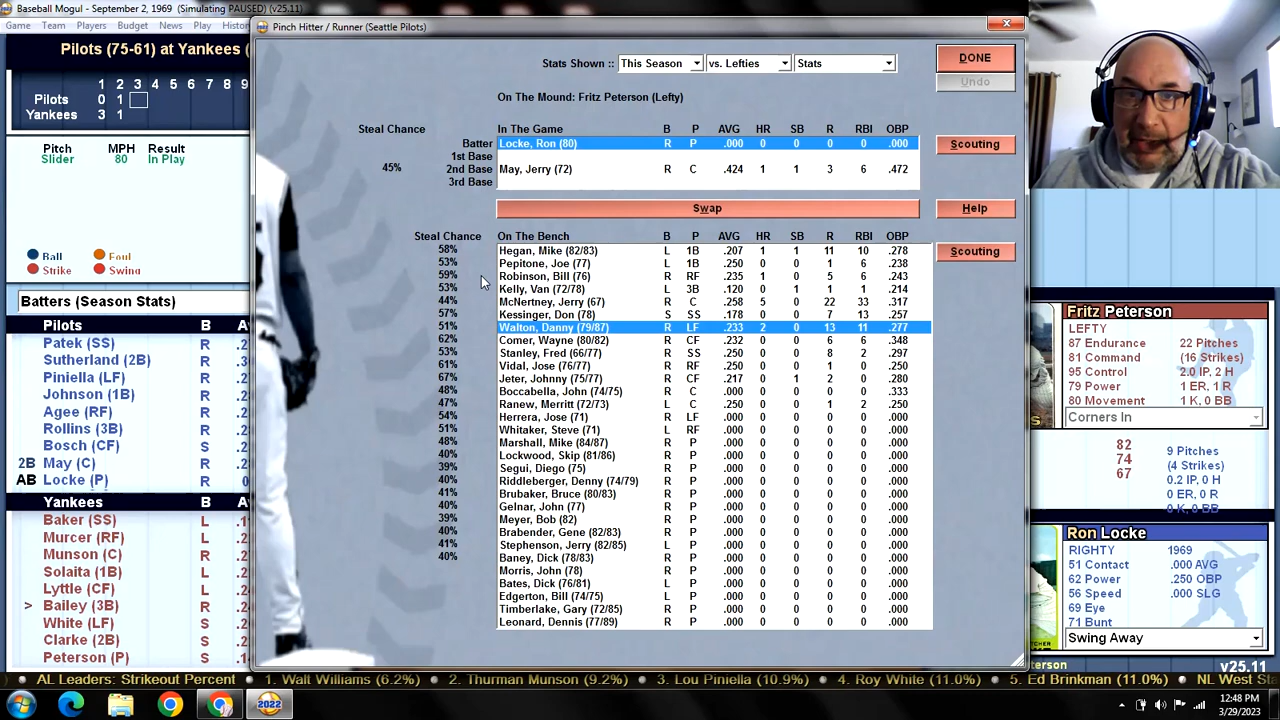 Baseball Mogul - September 2, 1969 (Simulating PAUSED) (v25.11)
Game Team Players Budget News Play Histor
Pilots (75-61) at Yankees (
1 2 3 4 5 6 7 8 9
Pilots 0 1
Yankees 3 1
Pitch MPH Result
Slider 80 In Play
Ball Foul
Strike Swing
Batters (Season Stats)
Pilots B A
Patek (SS) R .2
Sutherland (2B) R .3
Piniella (LF) R .2
Johnson (1B) R .2
Agee (RF) R .2
Rollins (3B) R .2
Bosch (CF) S .2
2B May (C) R .2
AB Locke (P) R 0
Yankees B A
Baker (SS) L .1
Murcer (RF) L .2
Munson (C) R .2
Solaita (1B) L .2
Lyttle (CF) L .2
> Bailey (3B) R .2
White (LF) S .2
Clarke (2B) S .2
Peterson (P) S .1
Pinch Hitter / Runner (Seattle Pilots)
Stats Shown :: This Season vs. Lefties Stats
DONE
Undo
On The Mound: Fritz Peterson (Lefty)
Steal Chance In The Game B P AVG HR SB R RBI OBP
Batter Locke, Ron (80) R P .000 0 0 0 0 .000
Scouting
1st Base
45% 2nd Base May, Jerry (72) R C .424 1 1 3 6 .472
3rd Base
Swap
Help
Steal Chance On The Bench B P AVG HR SB R RBI OBP
58% Hegan, Mike (82/83) L 1B .207 1 1 11 10 .278
Scouting
53% Pepitone, Joe (77) L 1B .250 0 0 1 6 .238
59% Robinson, Bill (76) R RF .235 1 0 5 6 .243
53% Kelly, Van (72/78) L 3B .120 0 1 1 1 .214
44% McNertney, Jerry (67) R C .258 5 0 22 33 .317
57% Kessinger, Don (78) S SS .178 0 0 7 13 .257
51% Walton, Danny (79/87) R LF .233 2 0 13 11 .277
62% Comer, Wayne (80/82) R CF .232 0 0 6 6 .348
53% Stanley, Fred (66/77) R SS .250 0 0 8 2 .297
61% Vidal, Jose (76/77) R RF .250 0 0 1 0 .250
67% Jeter, Johnny (75/77) R CF .217 0 1 2 0 .280
48% Boccabella, John (74/75) R C .000 0 0 0 0 .333
47% Ranew, Merritt (72/73) L C .250 0 0 1 2 .250
54% Herrera, Jose (71) R LF .000 0 0 0 0 .000
51% Whitaker, Steve (71) L RF .000 0 0 0 0 .000
48% Marshall, Mike (84/87) R P .000 0 0 0 0 .000
40% Lockwood, Skip (81/86) R P .000 0 0 0 0 .000
39% Segui, Diego (75) R P .000 0 0 0 0 .000
40% Riddleberger, Denny (74/79) R P .000 0 0 0 0 .000
41% Brubaker, Bruce (80/83) R P .000 0 0 0 0 .000
40% Gelnar, John (77) R P .000 0 0 0 0 .000
39% Meyer, Bob (82) R P .000 0 0 0 0 .000
40% Brabender, Gene (82/83) R P .000 0 0 0 0 .000
41% Stephenson, Jerry (82/85) L P .000 0 0 0 0 .000
40% Baney, Dick (78/83) R P .000 0 0 0 0 .000
Morris, John (78) R P .000 0 0 0 0 .000
Bates, Dick (76/81) L P .000 0 0 0 0 .000
Edgerton, Bill (74/75) L P .000 0 0 0 0 .000
Timberlake, Gary (72/85) R P .000 0 0 0 0 .000
Leonard, Dennis (77/89) R P .000 0 0 0 0 .000
Fritz Peterson
LEFTY
87 Endurance 22 Pitches
81 Command (16 Strikes)
95 Control 2.0 IP, 2 H
79 Power 1 ER, 1 R
80 Movement 1 K, 0 BB
Corners In
82
74
67
9 Pitches
(4 Strikes)
0.2 IP, 0 H
0 ER, 0 R
0 K, 0 BB
Ron Locke
RIGHTY 1969
51 Contact .000 AVG
62 Power .250 OBP
56 Speed .000 SLG
69 Eye
71 Bunt
Swing Away
terson
v25.11
AL Leaders: Strikeout Percent 1. Walt Williams (6.2%) 2. Thurman Munson (9.2%) 3. Lou Piniella (10.9%) 4. Roy White (11.0%) 5. Ed Brinkman (11.0%) NL West Sta
2022
12:48 PM
3/29/2023